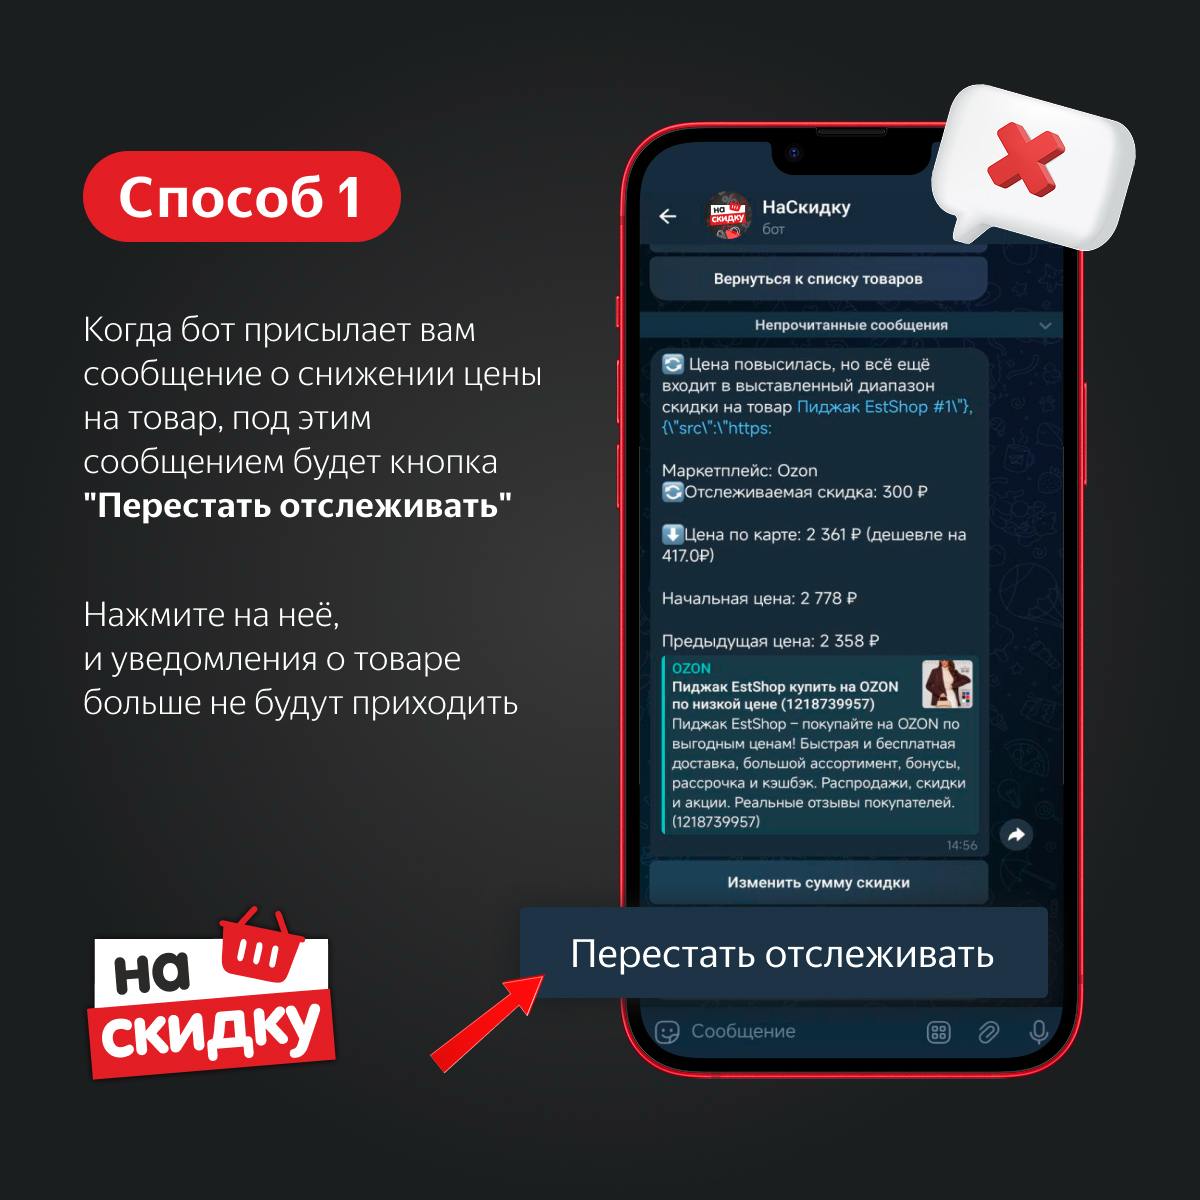 Способ 1
Когда бот присылает вам
сообщение о снижении цены
на товар, под этим
сообщением будет кнопка
"Перестать отслеживать"
Нажмите на неё,
и уведомления о товаре
больше не будут приходить
на
скидку
на
скидку
НаСкидку
бот
Вернуться к списку товаров
Непрочитанные сообщения
Цена повысилась, но всё ещё
входит в выставленный диапазон
скидки на товар Пиджак EstShop #1\"},
{\"src\":\"https:
Маркетплейс: Ozon
Отслеживаемая скидка: 300 ₽
Цена по карте: 2 361 ₽ (дешевле на
417.0₽)
Начальная цена: 2 778 ₽
Предыдущая цена: 2 358 ₽
OZON
Пиджак EstShop купить на OZON
по низкой цене (1218739957)
Пиджак EstShop – покупайте на OZON по
выгодным ценам! Быстрая и бесплатная
доставка, большой ассортимент, бонусы,
рассрочка и кэшбэк. Распродажи, скидки
и акции. Реальные отзывы покупателей.
(1218739957)
14:56
Изменить сумму скидки
Перестать отслеживать
Сообщение